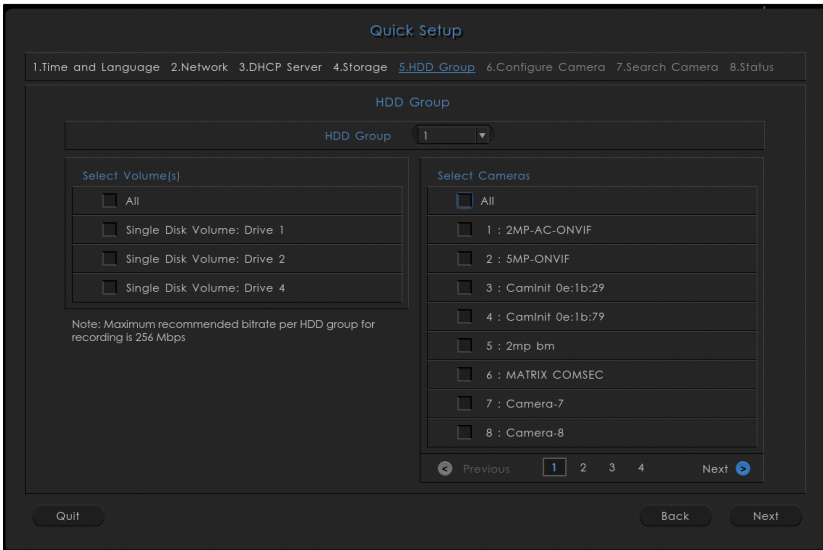 Quick Setup
1.Time and Language 2.Network 3.DHCP Server 4.Storage 5.HDD Group 6.Configure Camera 7.Search Camera 8.Status
HDD Group
HDD Group 1
Select Volume(s)
All
Single Disk Volume: Drive 1
Single Disk Volume: Drive 2
Single Disk Volume: Drive 4
Note: Maximum recommended bitrate per HDD group for
recording is 256 Mbps
Select Cameras
All
1 : 2MP-AC-ONVIF
2 : 5MP-ONVIF
3 : CamInit 0e:1b:29
4 : CamInit 0e:1b:79
5 : 2mp bm
6 : MATRIX COMSEC
7 : Camera-7
8 : Camera-8
Previous 1 2 3 4 Next
Quit Back Next